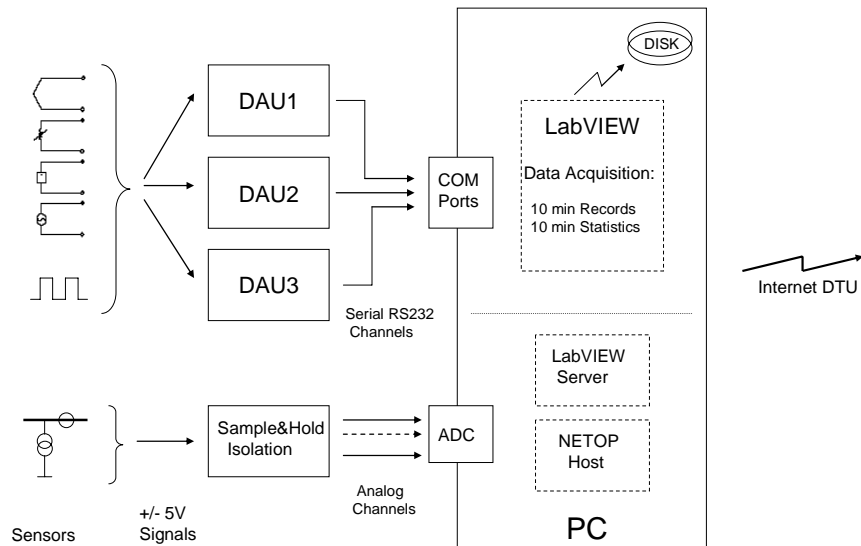 DISK
DAU1
LabVIEW
Data Acquisition:
10 min Records
10 min Statistics
DAU2
COM
Ports
DAU3
Internet DTU
Serial RS232
Channels
LabVIEW
Server
Sample&Hold
Isolation
ADC
NETOP
Host
Analog
Channels
+/- 5V
Signals
Sensors
PC